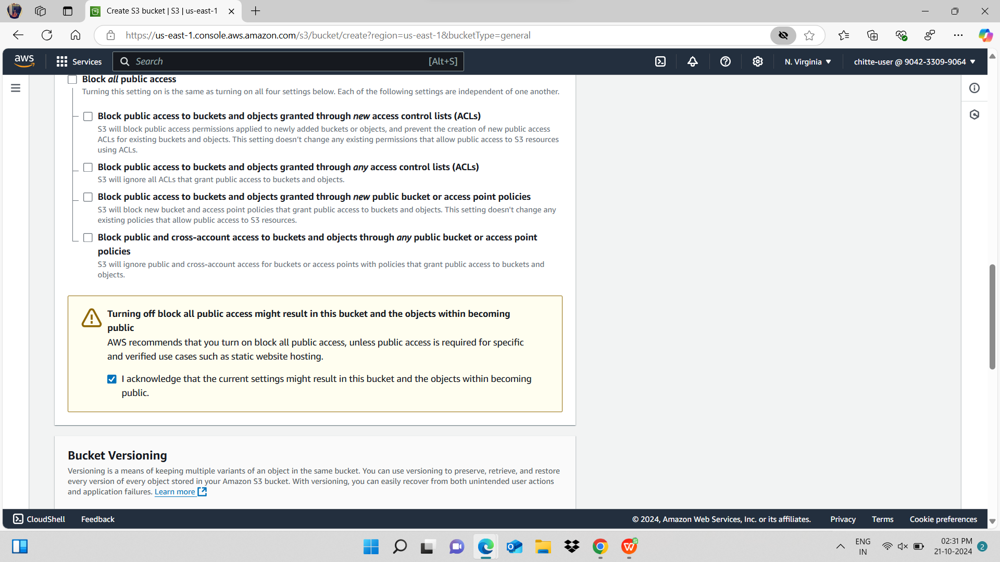 Create S3 bucket | S3 | us-east-1
https://us-east-1.console.aws.amazon.com/s3/bucket/create?region=us-east-1&bucketType=general
aws
Services
Search
[Alt+S]
N. Virginia
chitte-user @ 9042-3309-9064
Block all public access
Turning this setting on is the same as turning on all four settings below. Each of the following settings are independent of one another.
Block public access to buckets and objects granted through new access control lists (ACLs)
S3 will block public access permissions applied to newly added buckets or objects, and prevent the creation of new public access
ACLs for existing buckets and objects. This setting doesn’t change any existing permissions that allow public access to S3 resources
using ACLs.
Block public access to buckets and objects granted through any access control lists (ACLs)
S3 will ignore all ACLs that grant public access to buckets and objects.
Block public access to buckets and objects granted through new public bucket or access point policies
S3 will block new bucket and access point policies that grant public access to buckets and objects. This setting doesn't change any
existing policies that allow public access to S3 resources.
Block public and cross-account access to buckets and objects through any public bucket or access point
policies
S3 will ignore public and cross-account access for buckets or access points with policies that grant public access to buckets and
objects.
Turning off block all public access might result in this bucket and the objects within becoming
public
AWS recommends that you turn on block all public access, unless public access is required for specific
and verified use cases such as static website hosting.
I acknowledge that the current settings might result in this bucket and the objects within becoming
public.
Bucket Versioning
Versioning is a means of keeping multiple variants of an object in the same bucket. You can use versioning to preserve, retrieve, and restore
every version of every object stored in your Amazon S3 bucket. With versioning, you can easily recover from both unintended user actions
and application failures. Learn more
CloudShell
Feedback
© 2024, Amazon Web Services, Inc. or its affiliates.
Privacy
Terms
Cookie preferences
ENG
IN
02:31 PM
21-10-2024
2